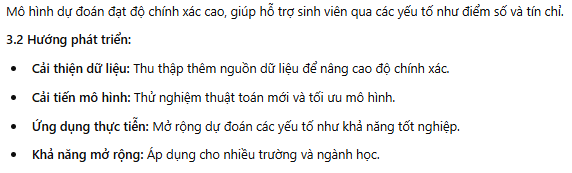 Mô hình dự đoán đạt độ chính xác cao, giúp hỗ trợ sinh viên qua các yếu tố như điểm số và tín chỉ.
3.2 Hướng phát triển:
• Cải thiện dữ liệu: Thu thập thêm nguồn dữ liệu để nâng cao độ chính xác.
• Cải tiến mô hình: Thử nghiệm thuật toán mới và tối ưu mô hình.
• Ứng dụng thực tiễn: Mở rộng dự đoán các yếu tố như khả năng tốt nghiệp.
• Khả năng mở rộng: Áp dụng cho nhiều trường và ngành học.